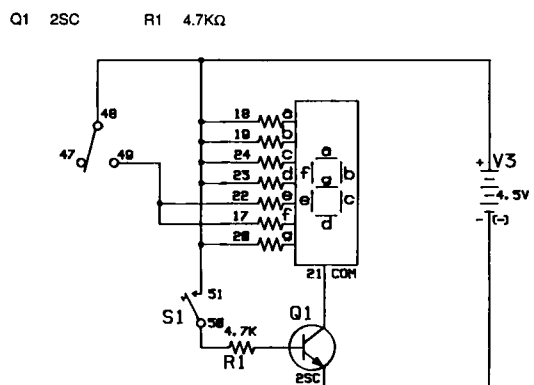 Q1 2SC R1 4.7KΩ
48
47
49
18 a
19 b
24 c
23 d
22 e
17 f
20 g
a
f g b
e c
d
21 COM
+ V3
4.5V
- (-)
51
S1
50
4.7K
R1
Q1
2SC